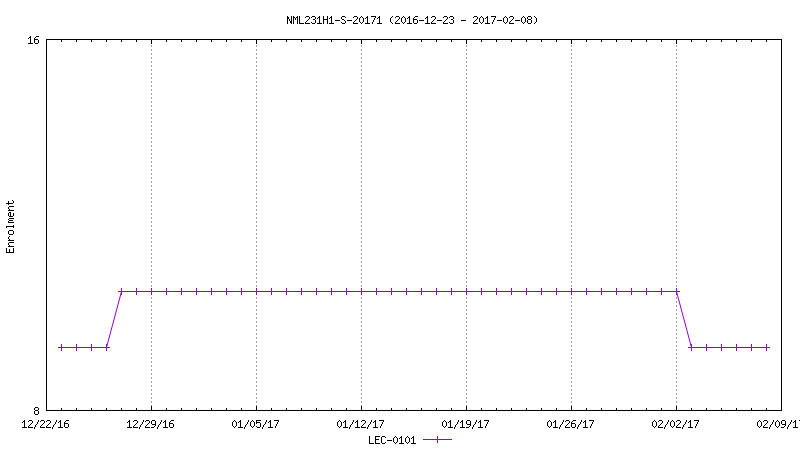 NML231H1-S-20171 (2016-12-23 - 2017-02-08)
16
Enrolment
8
12/22/16 12/29/16 01/05/17 01/12/17 01/19/17 01/26/17 02/02/17 02/09/1
LEC-0101